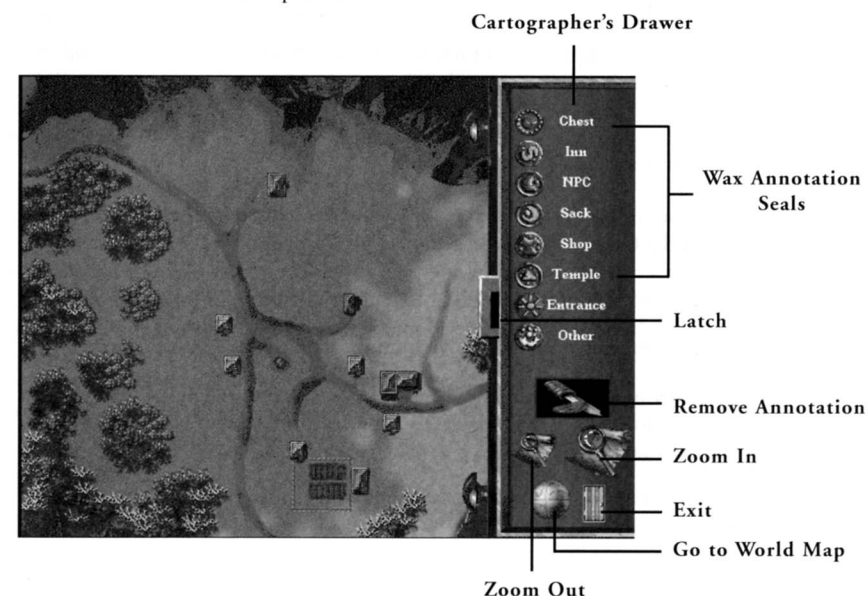 Cartographer's Drawer
Chest
Inn
NPC
Sack
Shop
Temple
Entrance
Other
Wax Annotation
Seals
Latch
Remove Annotation
Zoom In
Exit
Go to World Map
Zoom Out